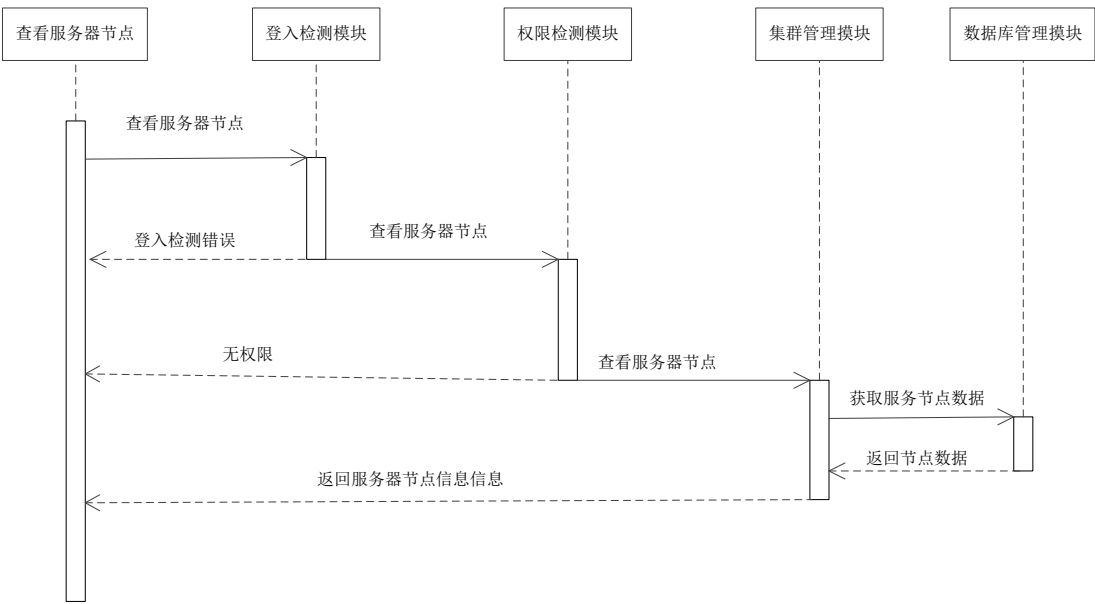 查看服务器节点
登入检测模块
权限检测模块
集群管理摸块
数据库管理摸块
查看服务器节点
登入检测错误
查看服务器节点
无权限
查看服务器节点
获取服务节点数据
返回节点数据
返回服务器节点信息信息